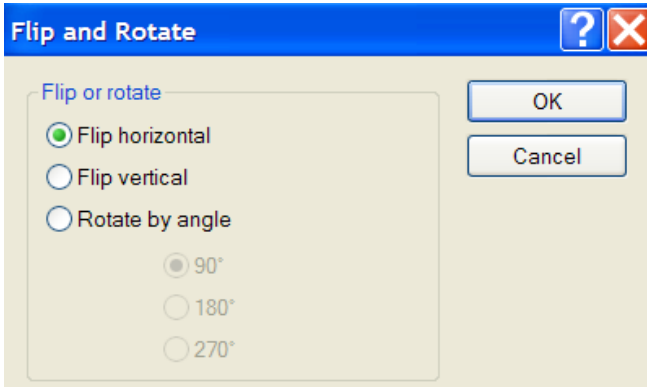 Flip and Rotate
?
Flip or rotate
Flip horizontal
Flip vertical
Rotate by angle
90°
180°
270°
OK
Cancel